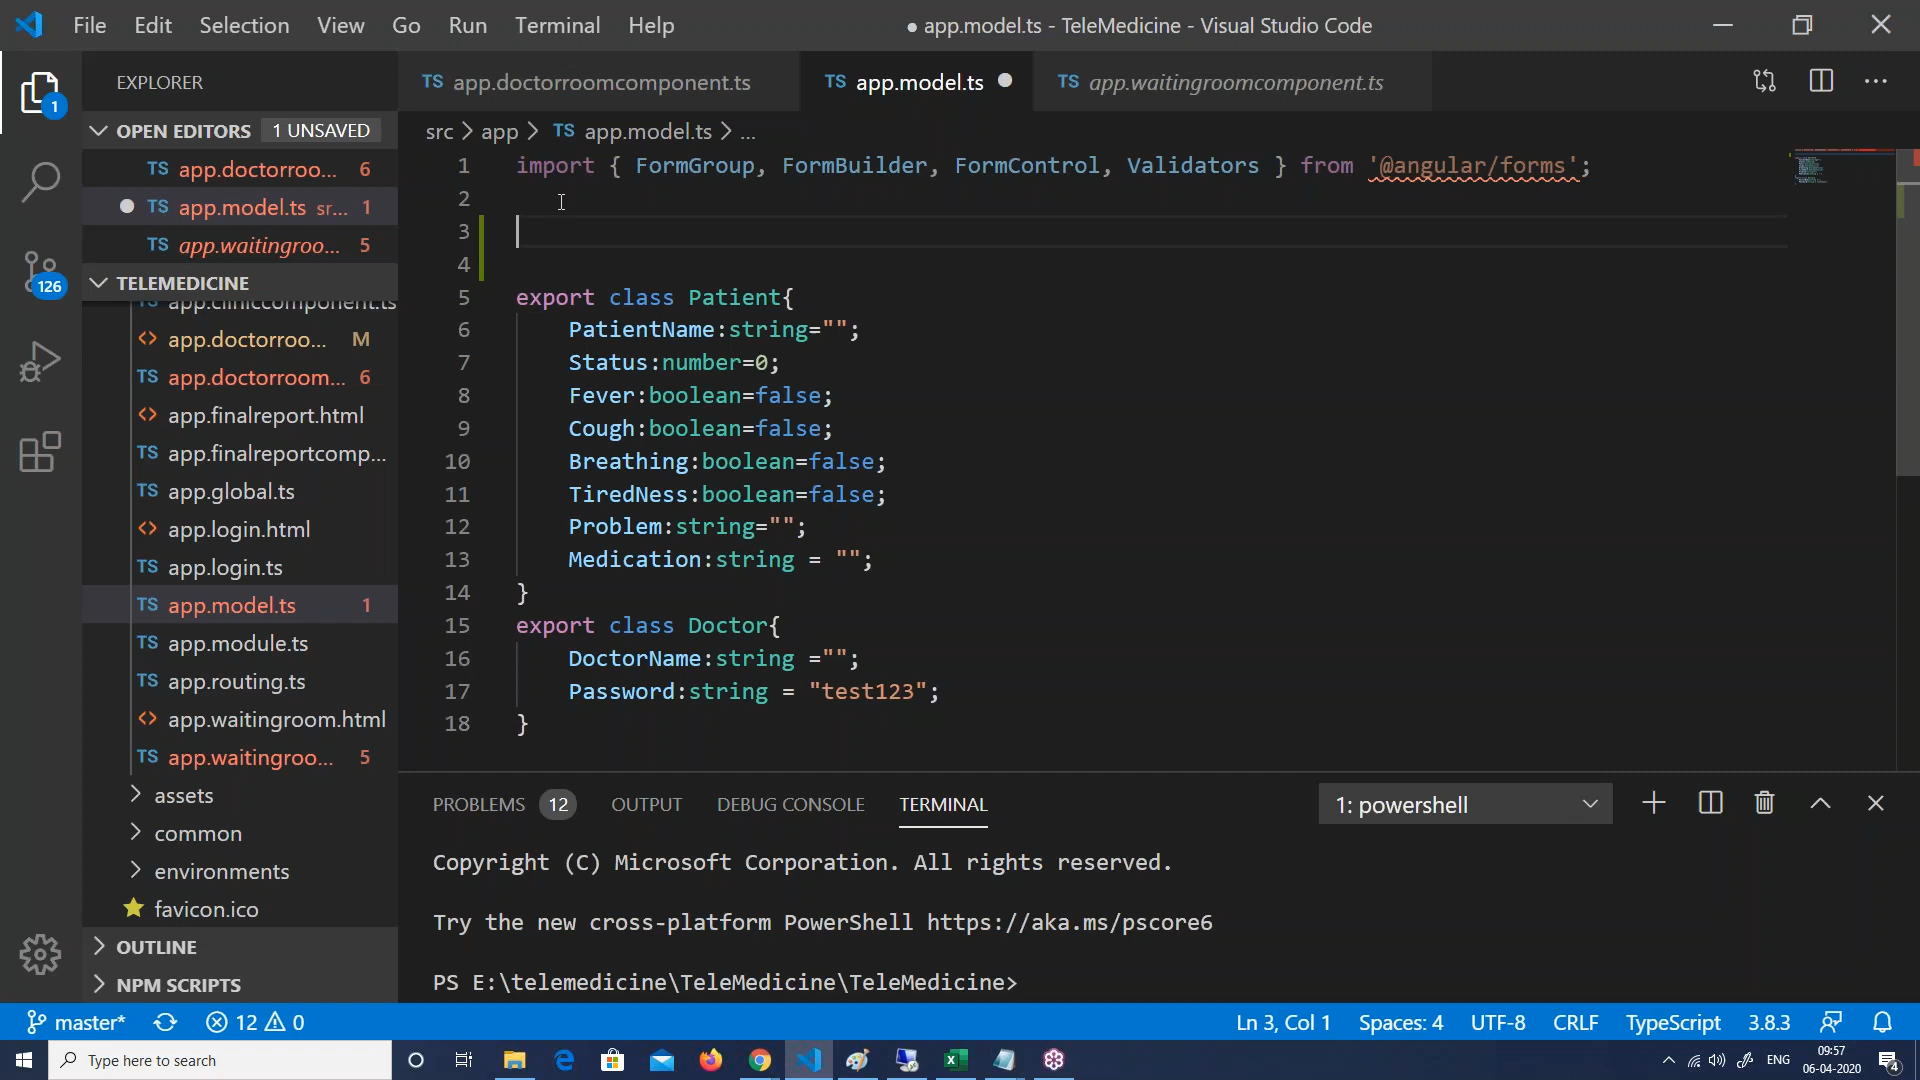 File Edit Selection View Go Run Terminal Help
● app.model.ts - TeleMedicine - Visual Studio Code
EXPLORER
TS app.doctorroomcomponent.ts
TS app.model.ts
TS app.waitingroomcomponent.ts
1
OPEN EDITORS 1 UNSAVED
TS app.doctorroo... 6
TS app.model.ts sr... 1
TS app.waitingroo... 5
126
TELEMEDICINE
app.cliniccomponent.ts
<> app.doctorroo... M
TS app.doctorroom... 6
<> app.finalreport.html
TS app.finalreportcomp...
TS app.global.ts
<> app.login.html
TS app.login.ts
TS app.model.ts 1
TS app.module.ts
TS app.routing.ts
<> app.waitingroom.html
TS app.waitingroo... 5
assets
common
environments
favicon.ico
OUTLINE
NPM SCRIPTS
src > app > TS app.model.ts > ...
1 import { FormGroup, FormBuilder, FormControl, Validators } from '@angular/forms';
2
3
4
5 export class Patient{
6 PatientName:string="";
7 Status:number=0;
8 Fever:boolean=false;
9 Cough:boolean=false;
10 Breathing:boolean=false;
11 TiredNess:boolean=false;
12 Problem:string="";
13 Medication:string = "";
14 }
15 export class Doctor{
16 DoctorName:string ="";
17 Password:string = "test123";
18 }
PROBLEMS 12 OUTPUT DEBUG CONSOLE TERMINAL
1: powershell
Copyright (C) Microsoft Corporation. All rights reserved.
Try the new cross-platform PowerShell https://aka.ms/pscore6
PS E:\telemedicine\TeleMedicine\TeleMedicine>
master* 12 0
Ln 3, Col 1 Spaces: 4 UTF-8 CRLF TypeScript 3.8.3
Type here to search
ENG
09:57
06-04-2020
4